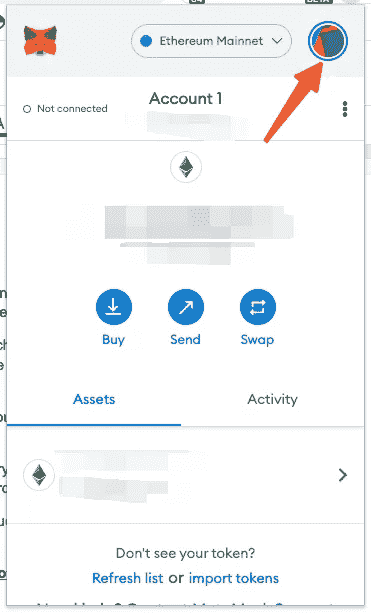 Ethereum Mainnet
Not connected
Account 1
Buy
Send
Swap
Assets
Activity
Don't see your token?
Refresh list or import tokens